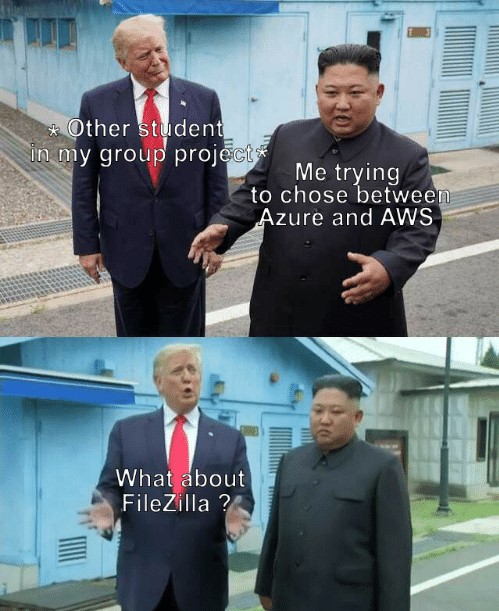 * Other student
in my group project*
Me trying
to chose between
Azure and AWS
What about
FileZilla ?